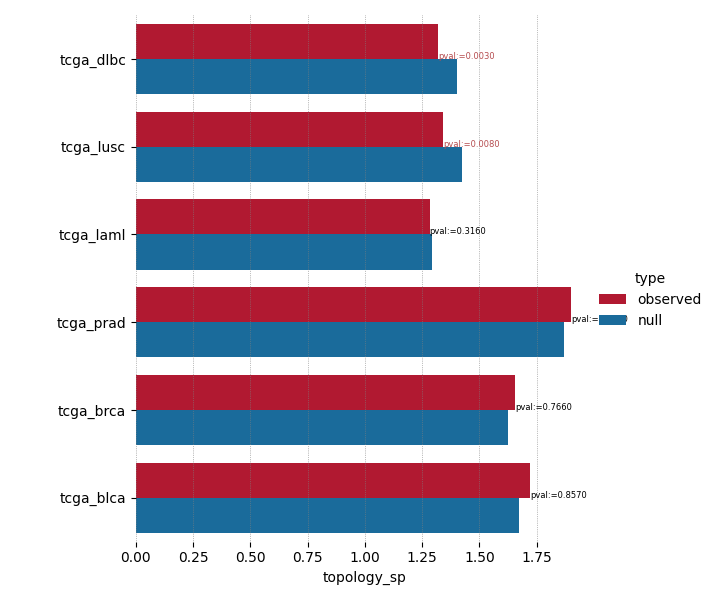 tcga_dlbc
pval:=0.0030
tcga_lusc
pval:=0.0080
tcga_laml
pval:=0.3160
type
observed
null
tcga_prad
tcga_brca
pval:=0.7660
tcga_blca
pval:=0.8570
0.00 0.25 0.50 0.75 1.00 1.25 1.50 1.75
topology_sp